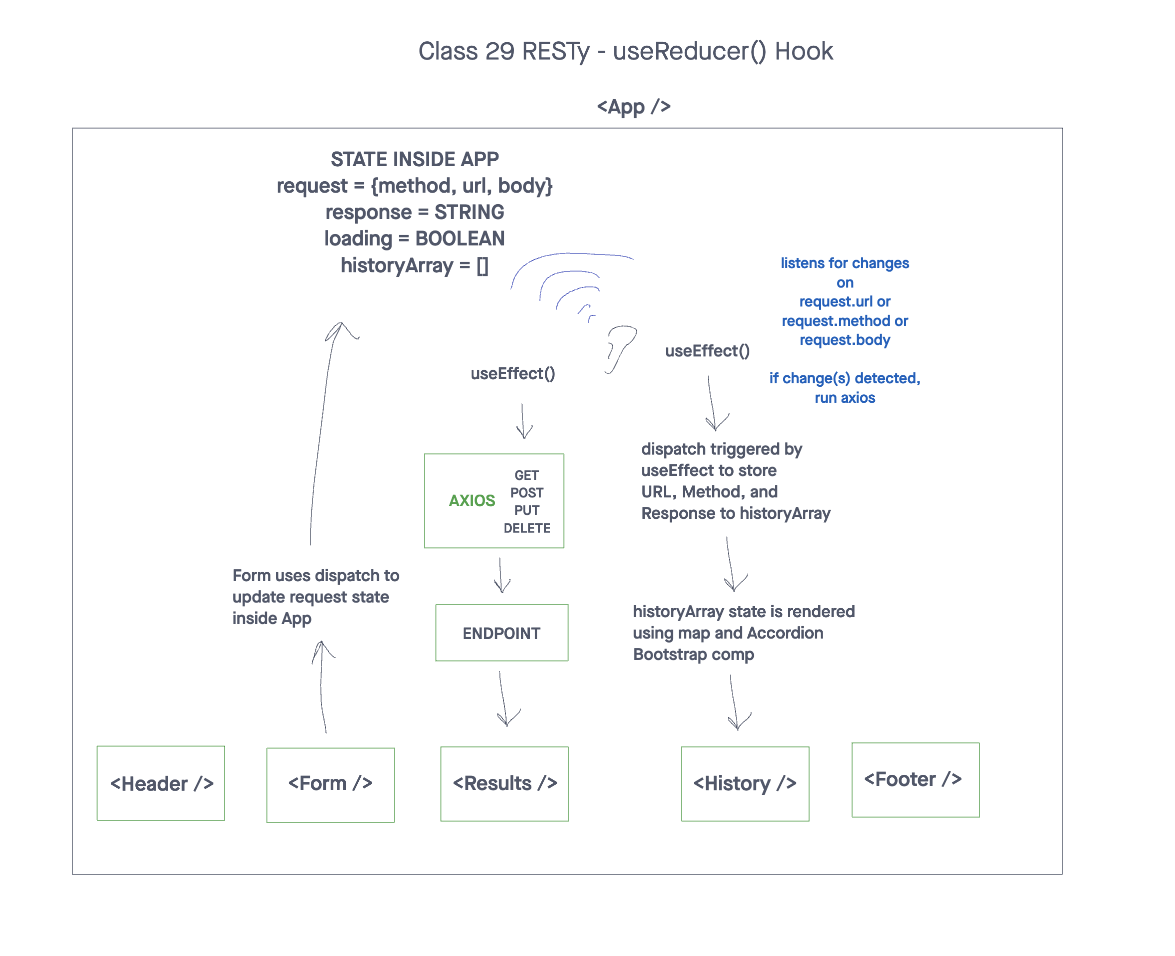 Class 29 RESTy - useReducer() Hook
<App />
STATE INSIDE APP
request = {method, url, body}
response = STRING
loading = BOOLEAN
historyArray = []
listens for changes
on
request.url or
request.method or
request.body
if change(s) detected,
run axios
useEffect()
useEffect()
AXIOS
GET
POST
PUT
DELETE
dispatch triggered by
useEffect to store
URL, Method, and
Response to historyArray
Form uses dispatch to
update request state
inside App
ENDPOINT
historyArray state is rendered
using map and Accordion
Bootstrap comp
<Header />
<Form />
<Results />
<History />
<Footer />